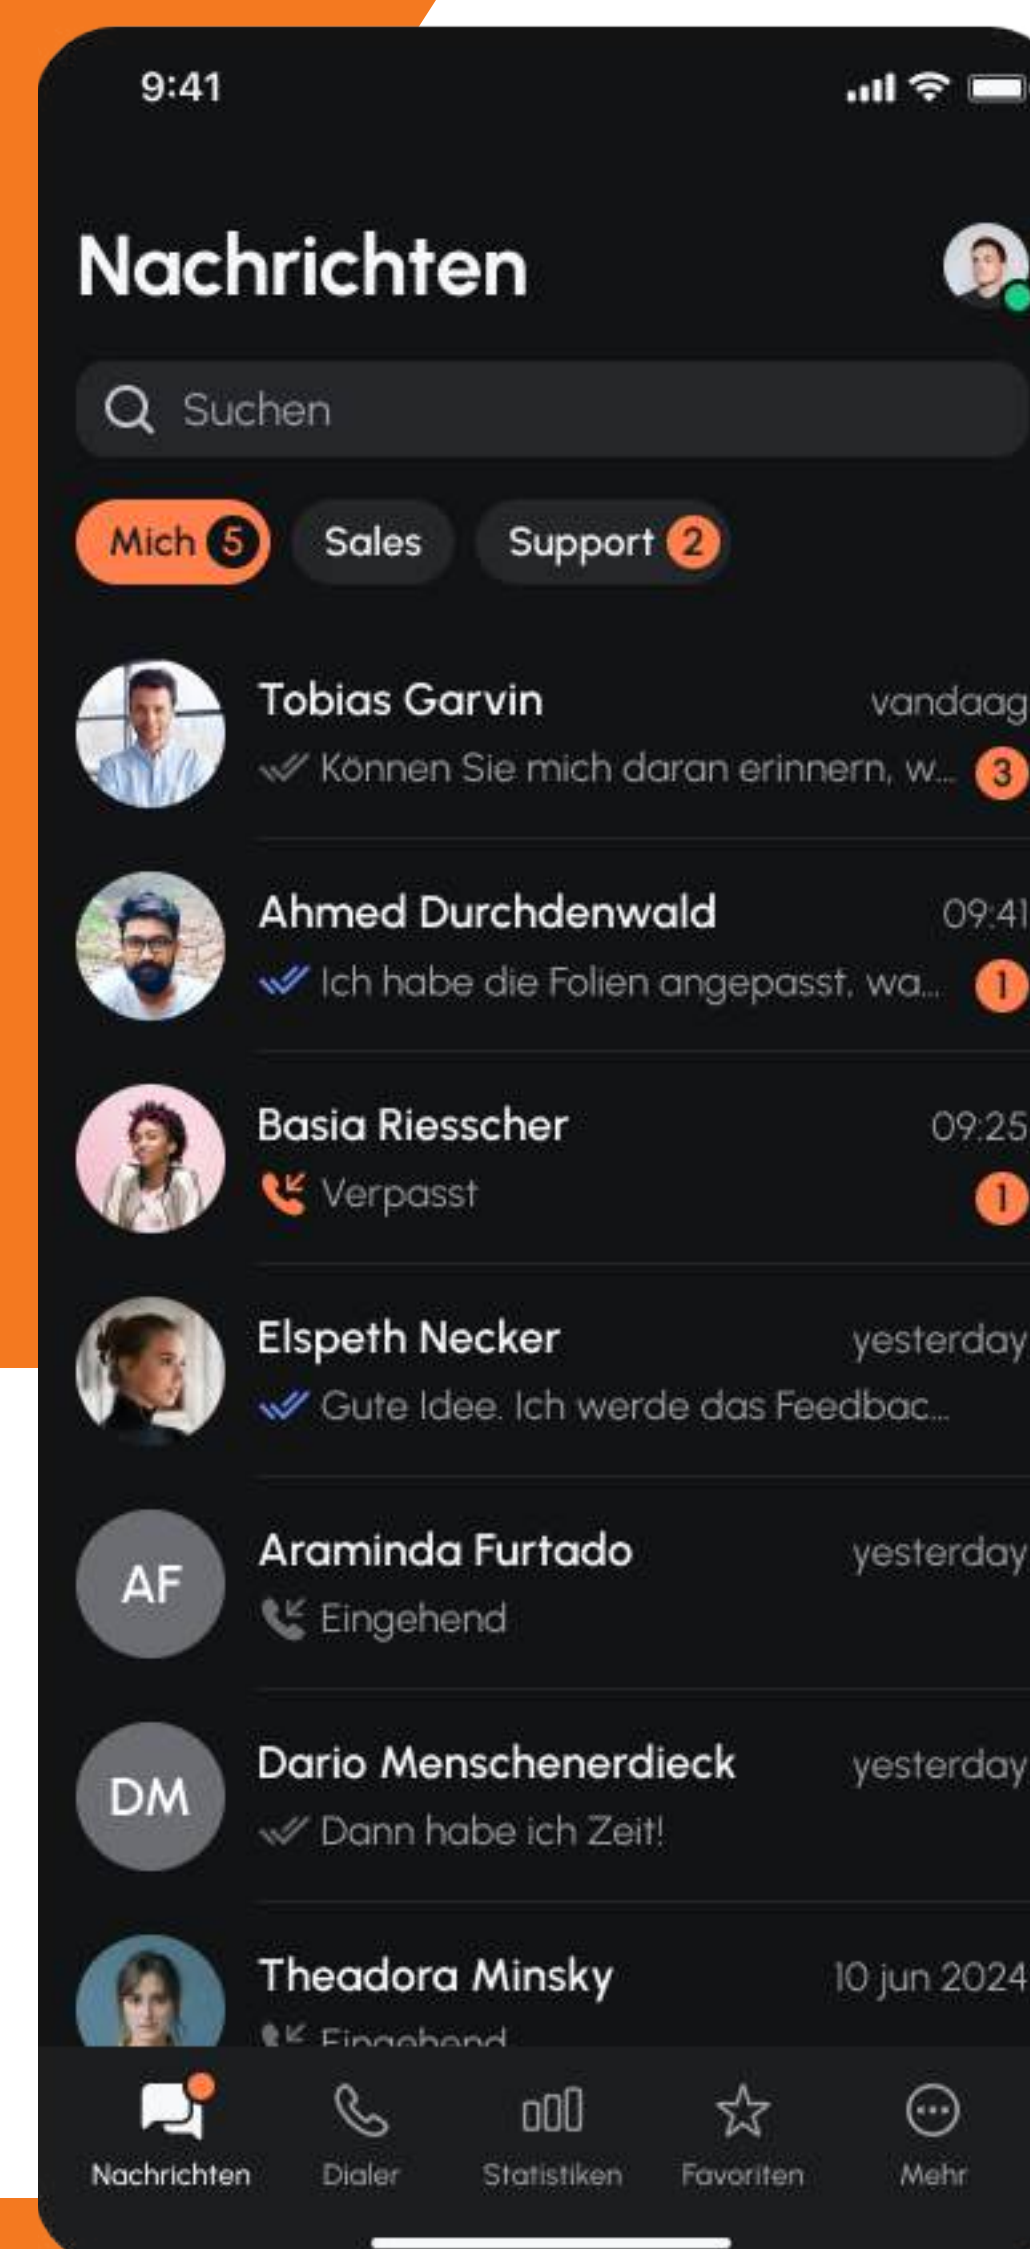 9:41
Nachrichten
Suchen
Mich 5 Sales Support 2
Tobias Garvin vandaag
Können Sie mich daran erinnern, w... 3
Ahmed Durchdenwald 09:41
Ich habe die Folien angepasst, wa... 1
Basia Riesscher 09:25
Verpasst 1
Elspeth Necker yesterday
Gute Idee. Ich werde das Feedbac...
AF
Araminda Furtado yesterday
Eingehend
DM
Dario Menschenerdieck yesterday
Dann habe ich Zeit!
Theadora Minsky 10 jun 2024
Eingehend
Nachrichten Dialer Statistiken Favoriten Mehr